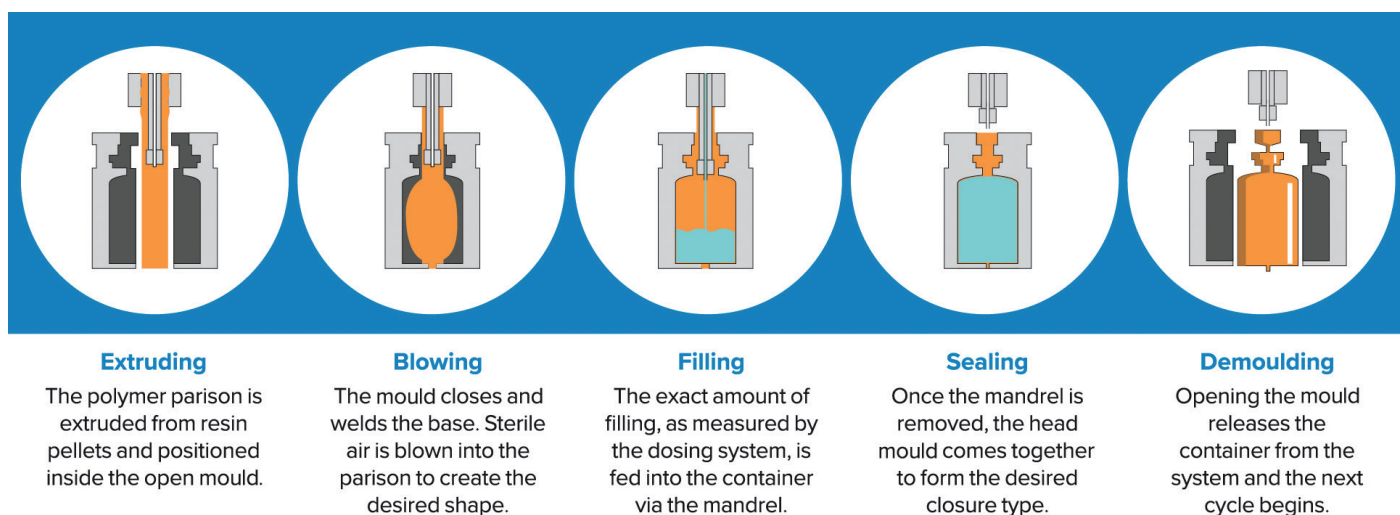 Extruding
The polymer parison is
extruded from resin
pellets and positioned
inside the open mould.
Blowing
The mould closes and
welds the base. Sterile
air is blown into the
parison to create the
desired shape.
Filling
The exact amount of
filling, as measured by
the dosing system, is
fed into the container
via the mandrel.
Sealing
Once the mandrel is
removed, the head
mould comes together
to form the desired
closure type.
Demoulding
Opening the mould
releases the
container from the
system and the next
cycle begins.